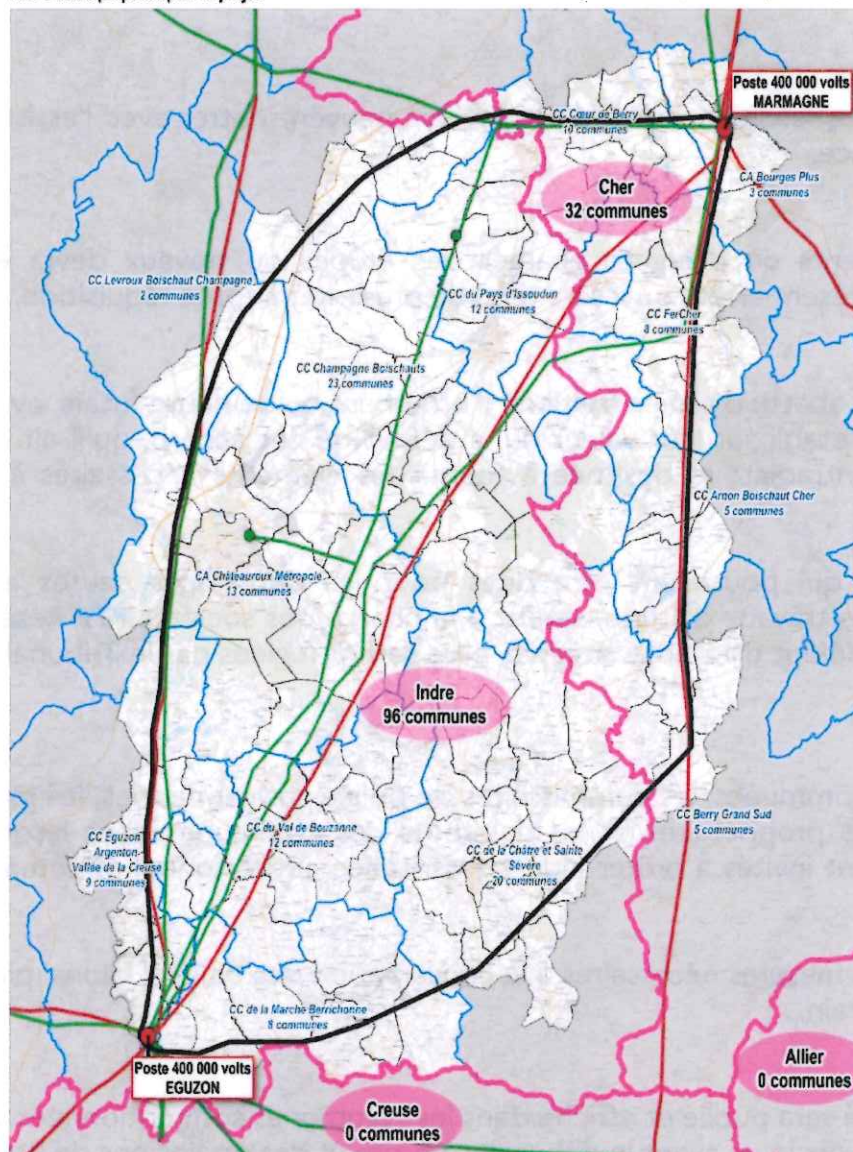 Poste 400 000 volts
MARMAGNE
CC Cœur de Berry
10 communes
Cher
32 communes
CA Bourges Plus
3 communes
CC Levroux Boischaut Champagne
2 communes
CC du Pays d'Issoudun
12 communes
CC FerCher
8 communes
CC Champagne Boischauts
23 communes
CC Arnon Boischaut Cher
5 communes
CA Châteauroux Métropole
13 communes
Indre
96 communes
CC Berry Grand Sud
5 communes
CC Eguzon
Argenton
Vallée de la Creuse
9 communes
CC du Val de Bouzanne
12 communes
CC de la Châtre et Sainte
Sévère
20 communes
CC de la Marche Berrichonne
8 communes
Poste 400 000 volts
EGUZON
Allier
0 communes
Creuse
0 communes